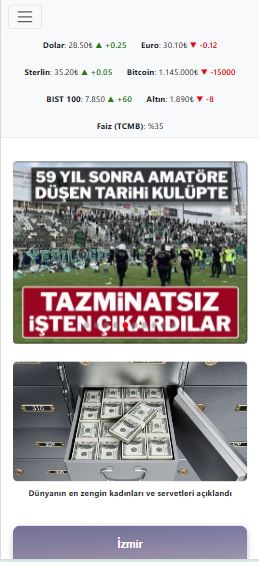 Dolar: 28.50₺ ▲ +0.25 Euro: 30.10₺ ▼ -0.12
Sterlin: 35.20₺ ▲ +0.05 Bitcoin: 1.145.000₺ ▼ -15000
BIST 100: 7.850 ▲ +60 Altın: 1.890₺ ▼ -8
Faiz (TCMB): %35
59 YIL SONRA AMATÖRE
DÜŞEN TARİHİ KULÜPTE
TAZMİNATSIZ
İŞTEN ÇIKARDILAR
Dünyanın en zengin kadınları ve servetleri açıklandı
İzmir